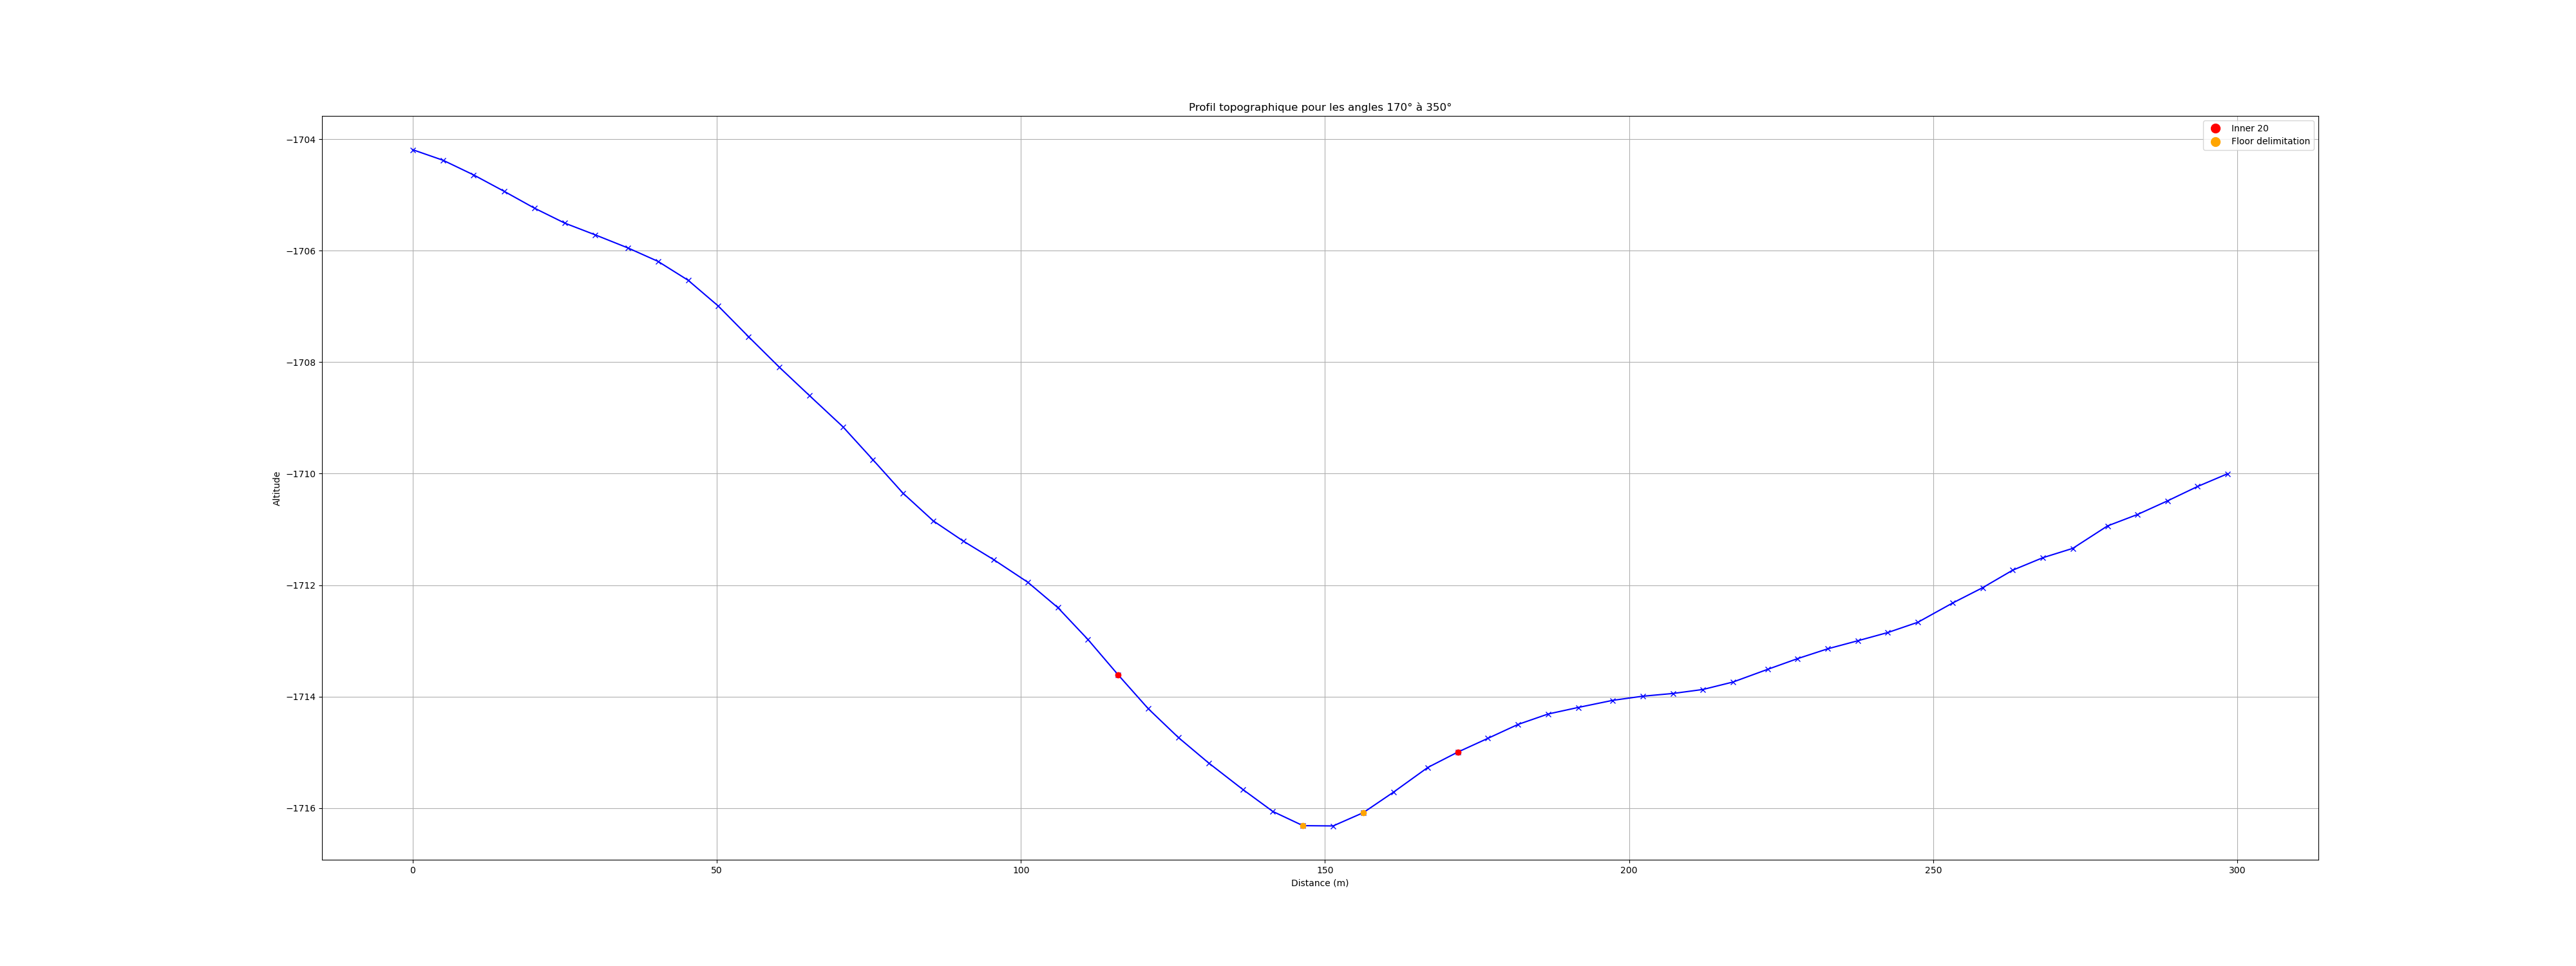 Profil topographique pour les angles 170° à 350°
Inner 20
Floor delimitation
Altitude
−1704
−1706
−1708
−1710
−1712
−1714
−1716
0 50 100 150 200 250 300
Distance (m)